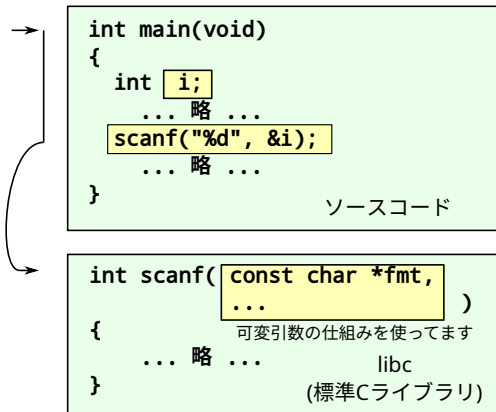 int main(void)
{
int i;
... 略 ...
scanf("%d", &i);
... 略 ...
}
ソースコード
int scanf( const char *fmt,
... )
{ 可変引数の仕組みを使ってます
... 略 ...
libc
} (標準Cライブラリ)